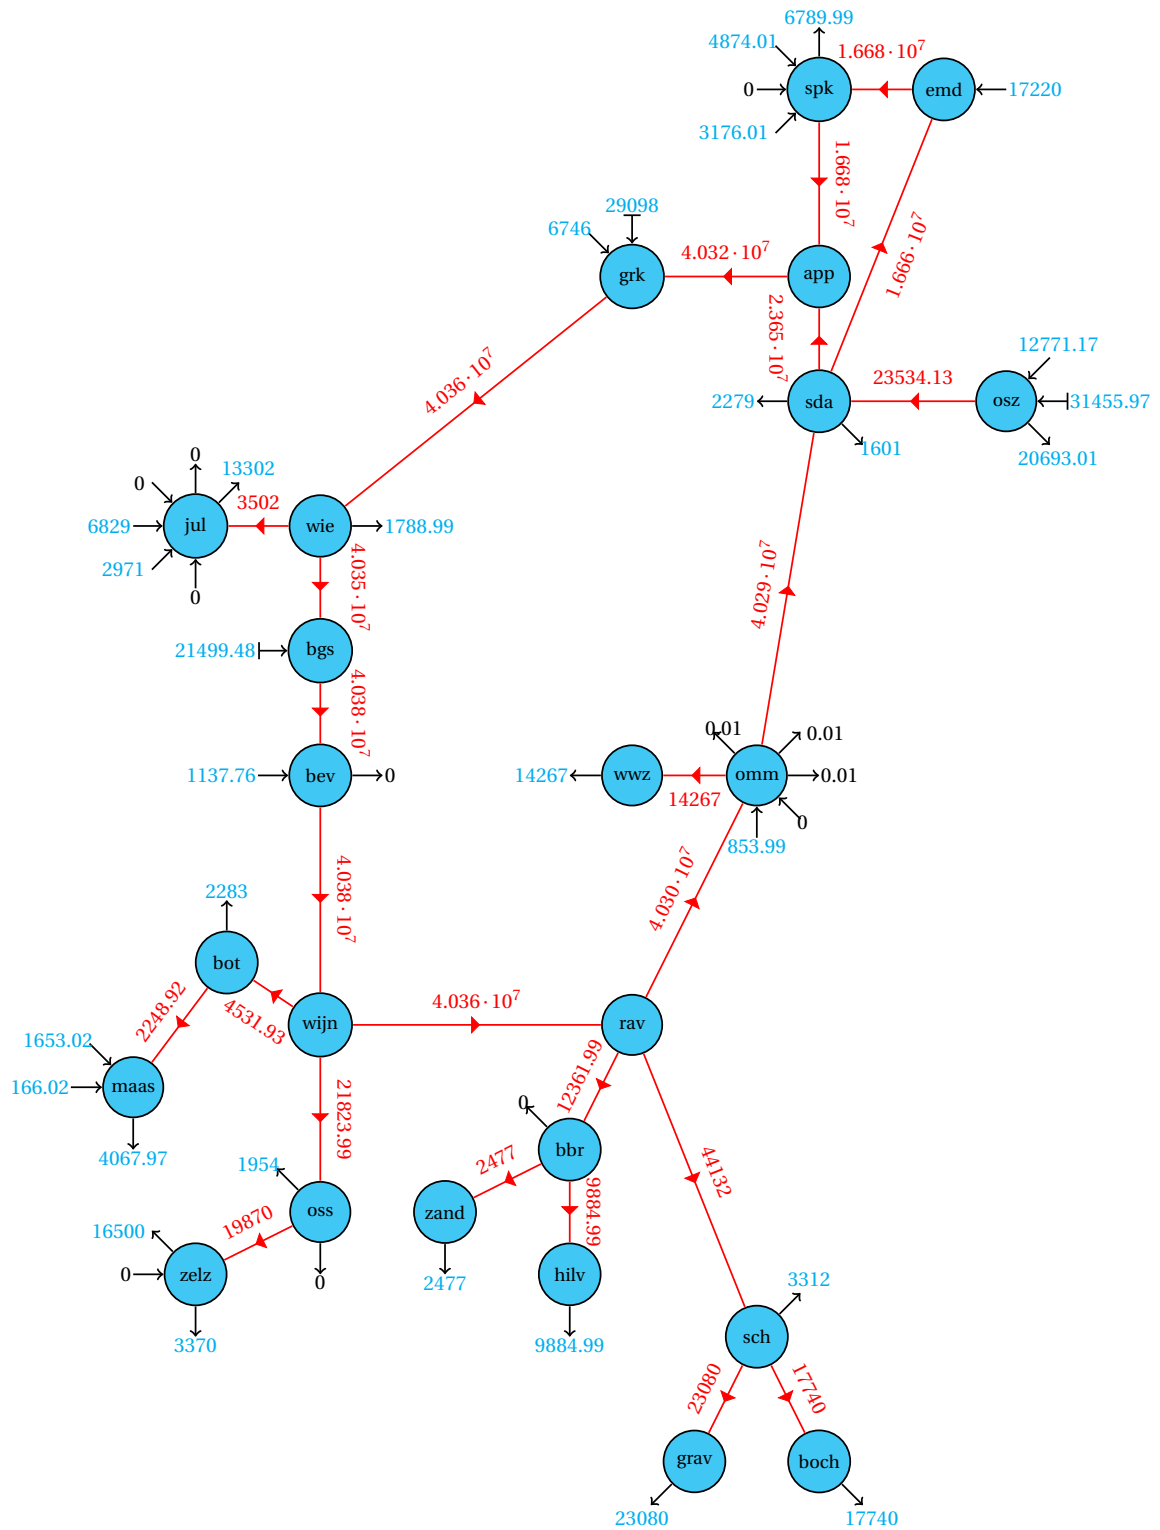 6789.99
4874.01
1.668 · 10^7
0
spk
emd
17220
3176.01
1.668 · 10^7
29098
6746
1.666 · 10^7
4.032 · 10^7
grk
app
2.365 · 10^7
12771.17
4.036 · 10^7
23534.13
2279
sda
osz
31455.97
1601
20693.01
0
13302
0
3502
6829
jul
wie
1788.99
2971
4.035 · 10^7
4.029 · 10^7
0
21499.48
bgs
4.038 · 10^7
0.01
0.01
1137.76
bev
0
14267
wwz
omm
0.01
14267
0
853.99
4.038 · 10^7
4.030 · 10^7
2283
bot
2248.92
4531.93
4.036 · 10^7
wijn
rav
1653.02
12361.99
166.02
maas
21823.99
0
4067.97
bbr
1954
2477
44132
9884.99
oss
zand
16500
19870
0
zelz
0
2477
hilv
3312
3370
9884.99
sch
23080
17740
grav
boch
23080
17740